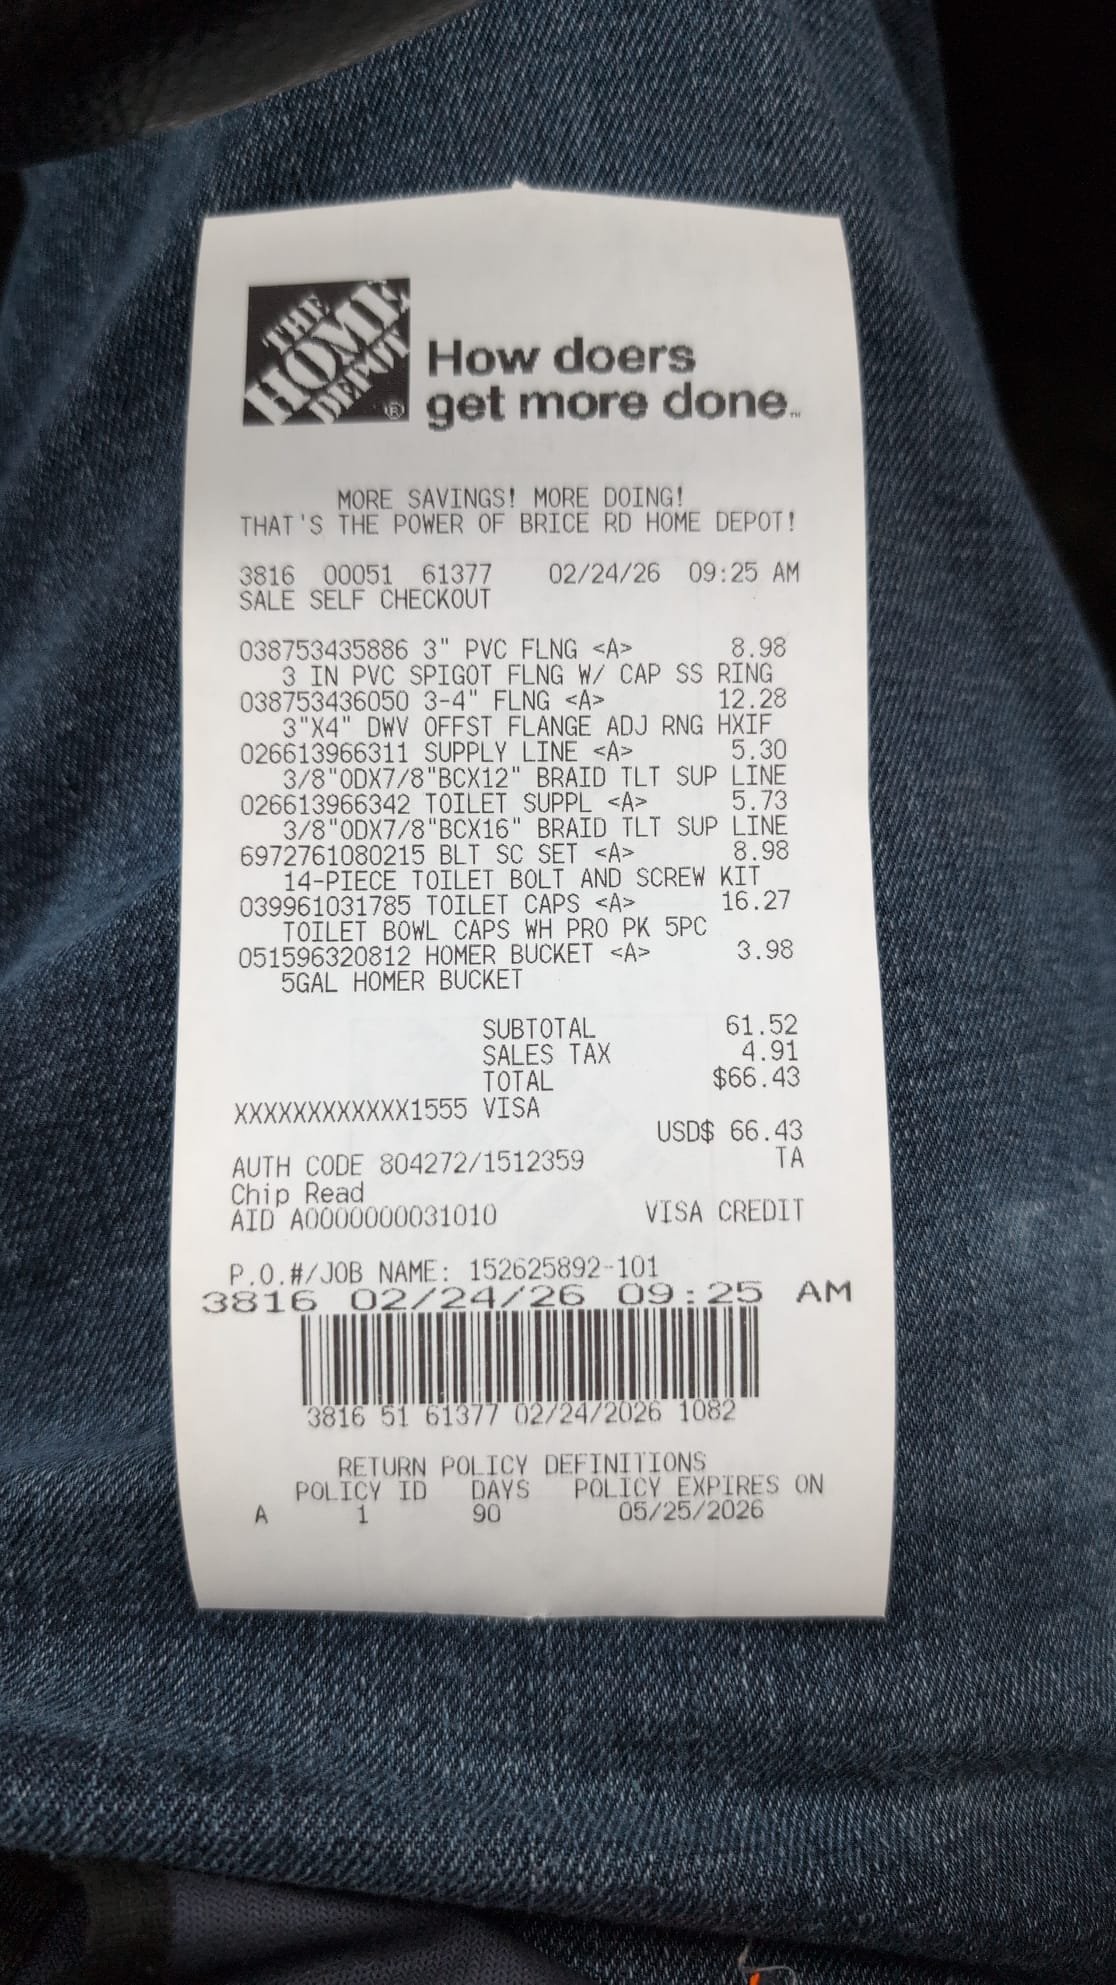 THE
HOME
DEPOT®
How doers
get more done.™
MORE SAVINGS! MORE DOING!
THAT'S THE POWER OF BRICE RD HOME DEPOT!
3816 00051 61377 02/24/26 09:25 AM
SALE SELF CHECKOUT
038753435886 3" PVC FLNG <A> 8.98
3 IN PVC SPIGOT FLNG W/ CAP SS RING
038753436050 3-4" FLNG <A> 12.28
3"X4" DWV OFFST FLANGE ADJ RNG HXIF
026613966311 SUPPLY LINE <A> 5.30
3/8"ODX7/8"BCX12" BRAID TLT SUP LINE
026613966342 TOILET SUPPL <A> 5.73
3/8"ODX7/8"BCX16" BRAID TLT SUP LINE
6972761080215 BLT SC SET <A> 8.98
14-PIECE TOILET BOLT AND SCREW KIT
039961031785 TOILET CAPS <A> 16.27
TOILET BOWL CAPS WH PRO PK 5PC
051596320812 HOMER BUCKET <A> 3.98
5GAL HOMER BUCKET
SUBTOTAL 61.52
SALES TAX 4.91
TOTAL $66.43
XXXXXXXXXXXX1555 VISA
USD$ 66.43
AUTH CODE 804272/1512359 TA
Chip Read
AID A0000000031010 VISA CREDIT
P.O.#/JOB NAME: 152625892-101
3816 02/24/26 09:25 AM
3816 51 61377 02/24/2026 1082
RETURN POLICY DEFINITIONS
POLICY ID DAYS POLICY EXPIRES ON
A 1 90 05/25/2026